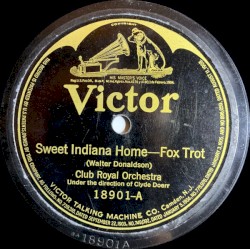 HIS MASTER'S VOICE
Victor
Sweet Indiana Home—Fox Trot
(Walter Donaldson)
Club Royal Orchestra
Under the direction of Clyde Doerr
18901-A
VICTOR TALKING MACHINE CO. Camden, N.J.
18901A